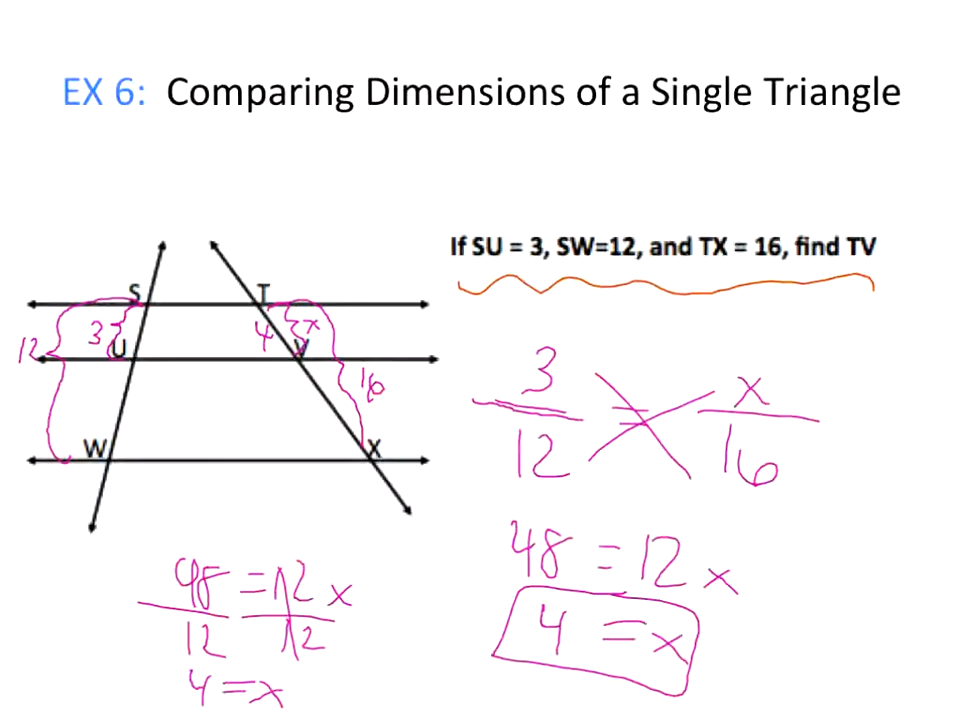 EX 6: Comparing Dimensions of a Single Triangle
If SU = 3, SW=12, and TX = 16, find TV
S T
3 4 x
12 U V
16
W X
3/12 = x/16
48 = 12x
4 = x
48/12 = 12x/12
4 = x